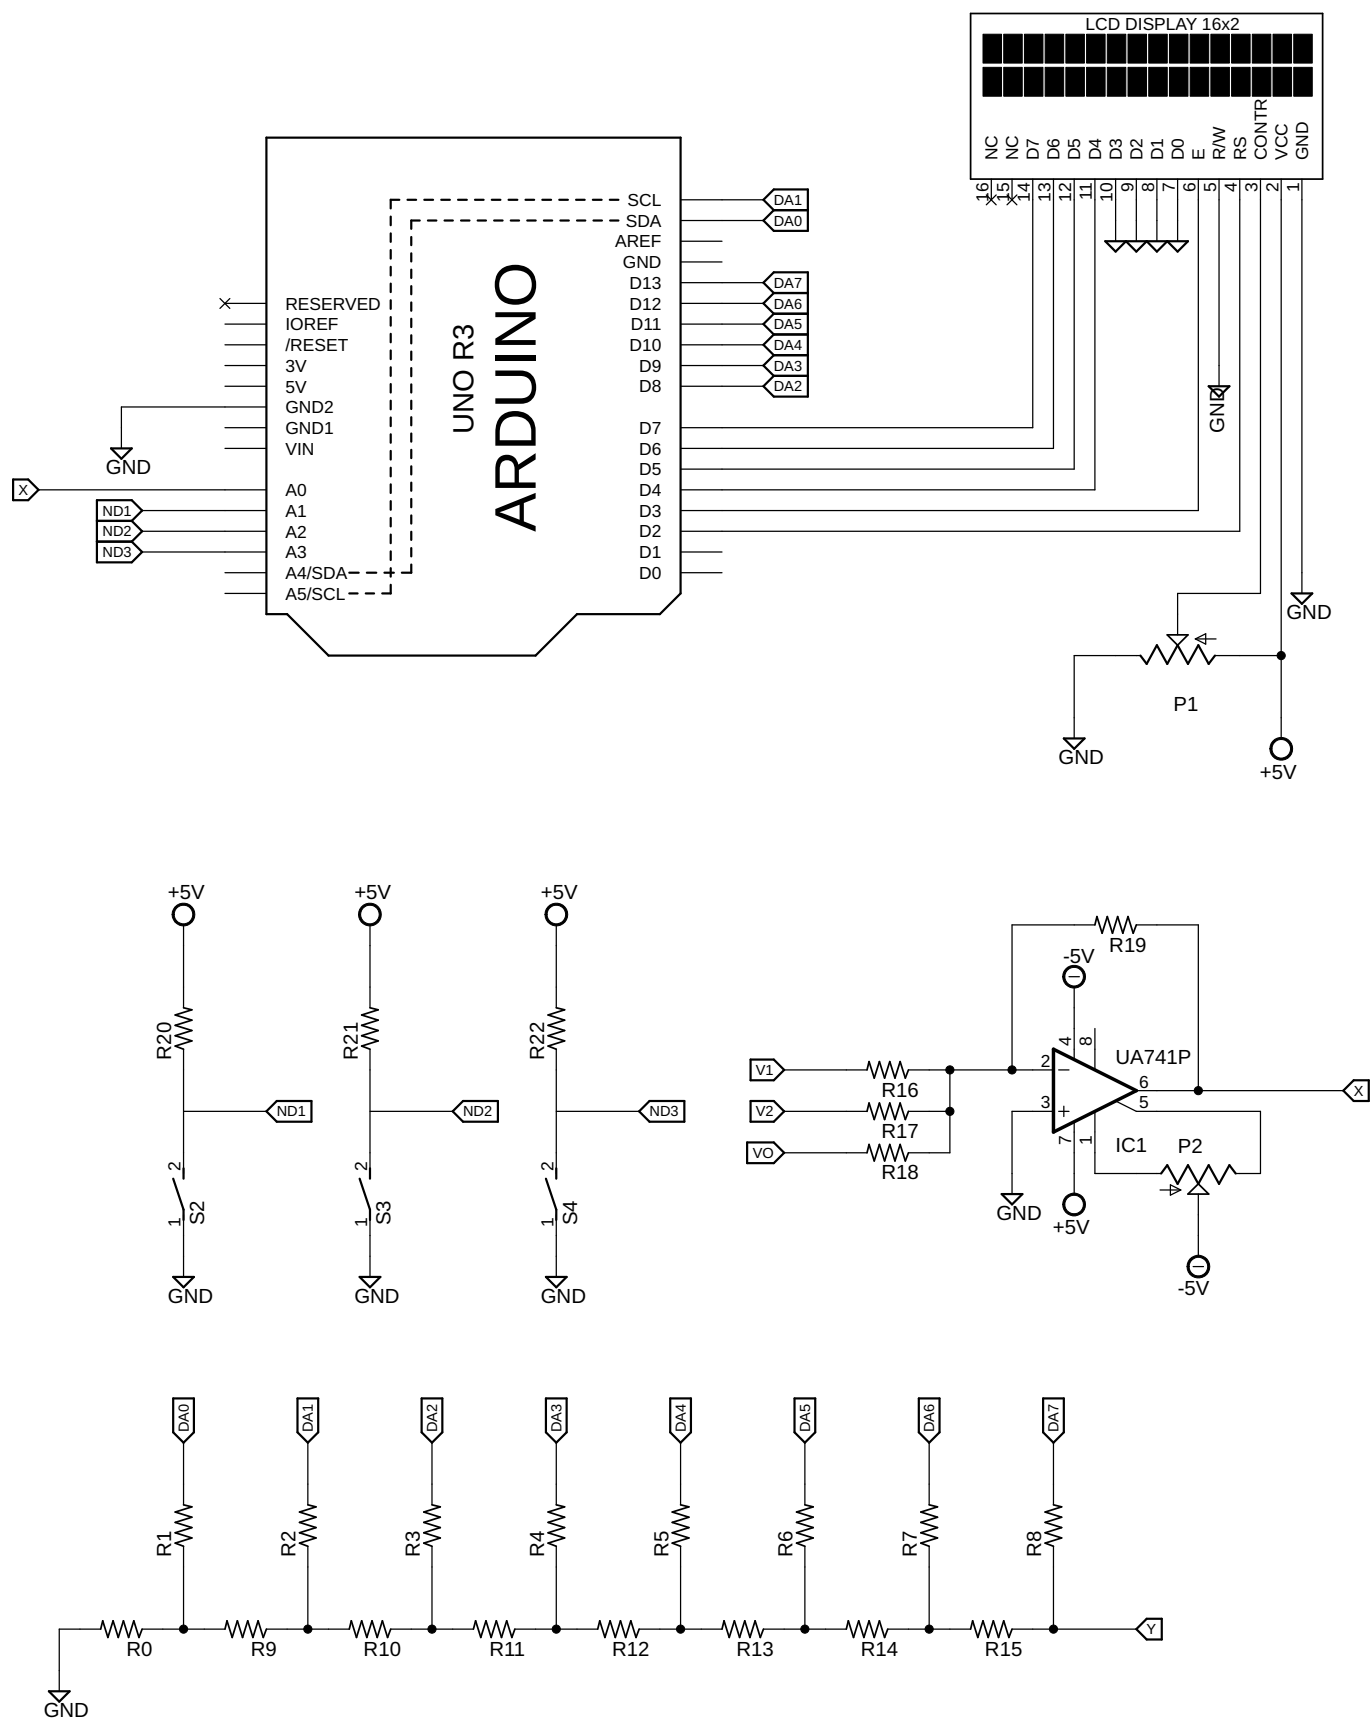 LCD DISPLAY 16x2
NC
NC
D7
D6
D5
D4
D3
D2
D1
D0
E
R/W
RS
CONTR
VCC
GND
16
15
14
13
12
11
10
9
8
7
6
5
4
3
2
1
SCL
SDA
AREF
GND
D13
D12
D11
D10
D9
D8
D7
D6
D5
D4
D3
D2
D1
D0
DA1
DA0
DA7
DA6
DA5
DA4
DA3
DA2
RESERVED
IOREF
/RESET
3V
5V
GND2
GND1
VIN
A0
A1
A2
A3
A4/SDA
A5/SCL
UNO R3
ARDUINO
GND
X
ND1
ND2
ND3
GND
GND
P1
GND
+5V
+5V
+5V
+5V
R20
R21
R22
ND1
ND2
ND3
2
1
S2
2
1
S3
2
1
S4
GND
GND
GND
R19
-5V
4
8
UA741P
V1
R16
V2
R17
VO
R18
2
3
6
5
7
1
IC1
P2
X
GND
+5V
-5V
DA0
DA1
DA2
DA3
DA4
DA5
DA6
DA7
R1
R2
R3
R4
R5
R6
R7
R8
R0
R9
R10
R11
R12
R13
R14
R15
Y
GND